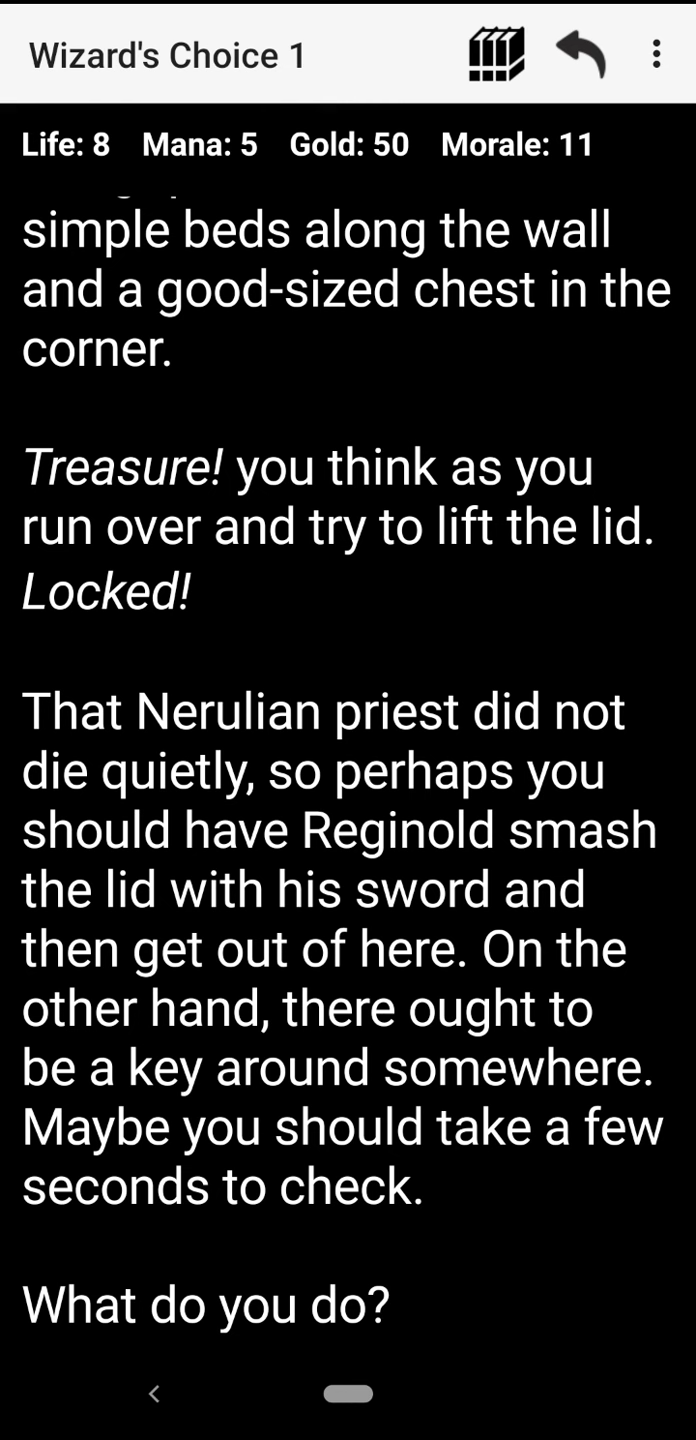 Wizard's Choice 1
Life: 8 Mana: 5 Gold: 50 Morale: 11
simple beds along the wall
and a good-sized chest in the
corner.
Treasure! you think as you
run over and try to lift the lid.
Locked!
That Nerulian priest did not
die quietly, so perhaps you
should have Reginold smash
the lid with his sword and
then get out of here. On the
other hand, there ought to
be a key around somewhere.
Maybe you should take a few
seconds to check.
What do you do?